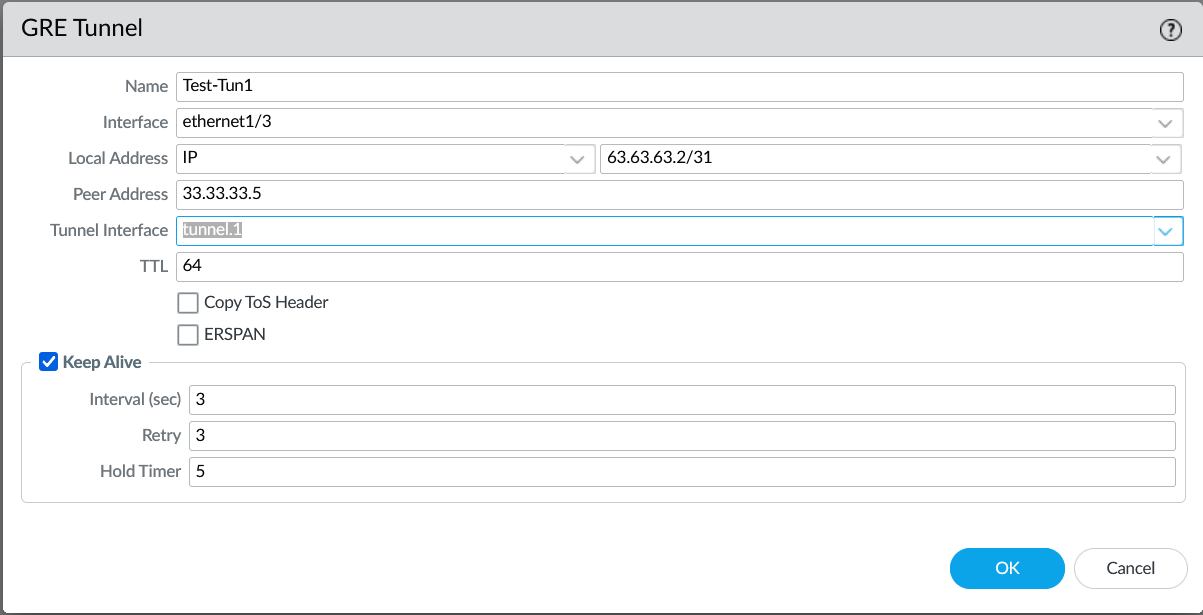 GRE Tunnel ?
Name Test-Tun1
Interface ethernet1/3
Local Address IP 63.63.63.2/31
Peer Address 33.33.33.5
Tunnel Interface tunnel.1
TTL 64
Copy ToS Header
ERSPAN
Keep Alive
Interval (sec) 3
Retry 3
Hold Timer 5
OK Cancel